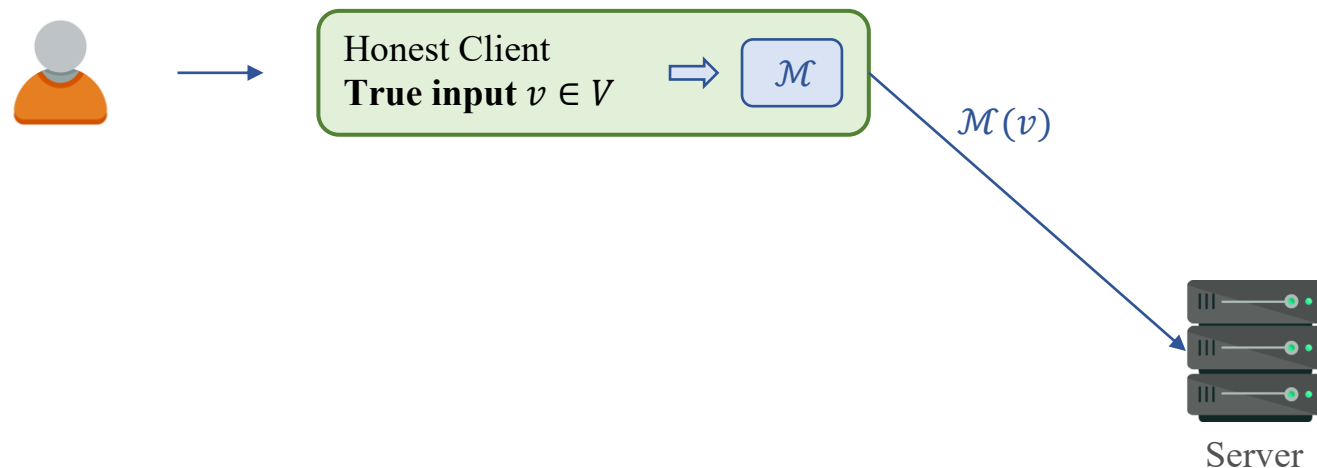 Honest Client
True input 𝑣 ∈ 𝑉
ℳ
ℳ(𝑣)
Server